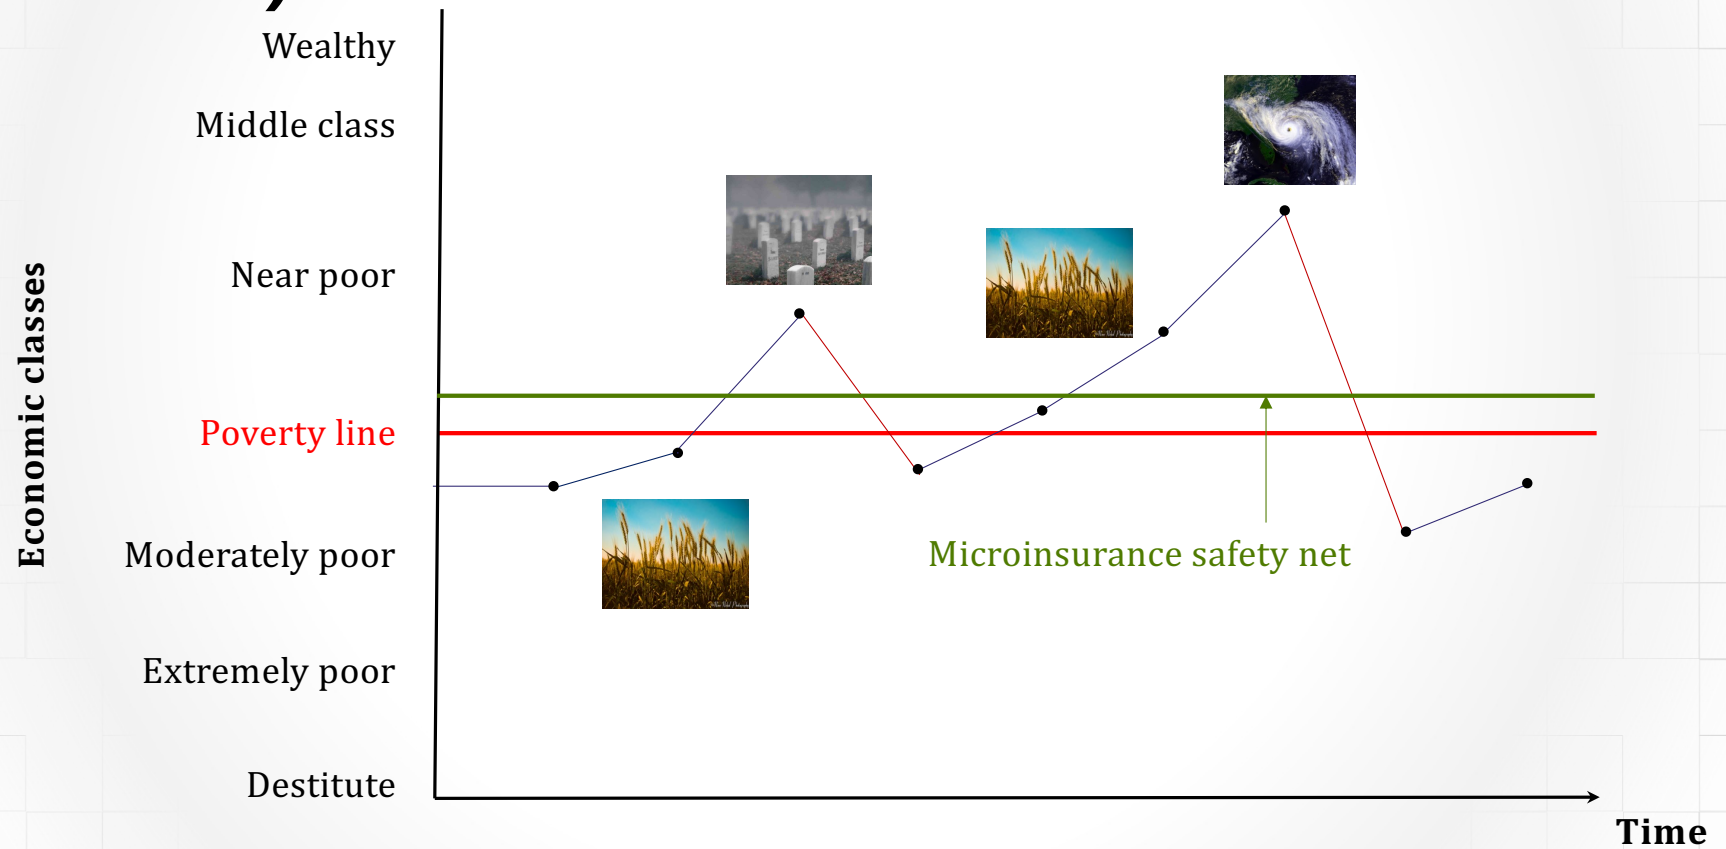 Wealthy
Middle class
Near poor
Poverty line
Moderately poor
Extremely poor
Destitute
Economic classes
Microinsurance safety net
Time